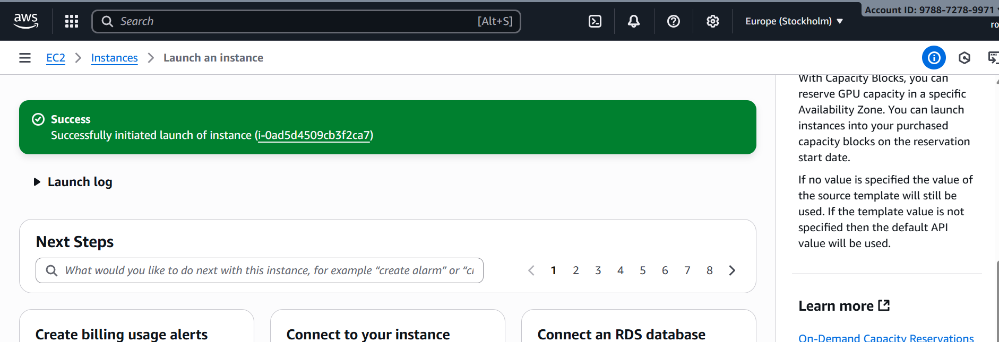 aws
Search
[Alt+S]
Europe (Stockholm)
Account ID: 9788-7278-9971
EC2
Instances
Launch an instance
Success
Successfully initiated launch of instance (i-0ad5d4509cb3f2ca7)
Launch log
Next Steps
What would you like to do next with this instance, for example “create alarm” or
1 2 3 4 5 6 7 8
Create billing usage alerts
Connect to your instance
Connect an RDS database
With Capacity Blocks, you can
reserve GPU capacity in a specific
Availability Zone. You can launch
instances into your purchased
capacity blocks on the reservation
start date.
If no value is specified the value of
the source template will still be
used. If the template value is not
specified then the default API
value will be used.
Learn more
On-Demand Capacity Reservations